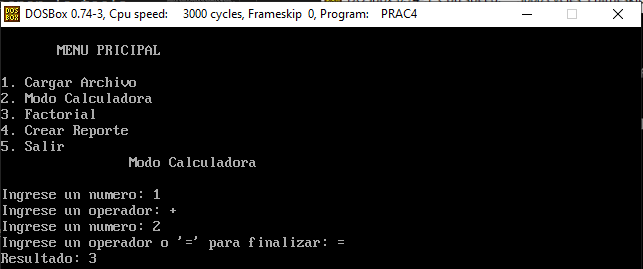 DOS
BOX
DOSBox 0.74-3, Cpu speed: 3000 cycles, Frameskip 0, Program: PRAC4
MENU PRICIPAL
1. Cargar Archivo
2. Modo Calculadora
3. Factorial
4. Crear Reporte
5. Salir
Modo Calculadora
Ingrese un numero: 1
Ingrese un operador: +
Ingrese un numero: 2
Ingrese un operador o '=' para finalizar: =
Resultado: 3